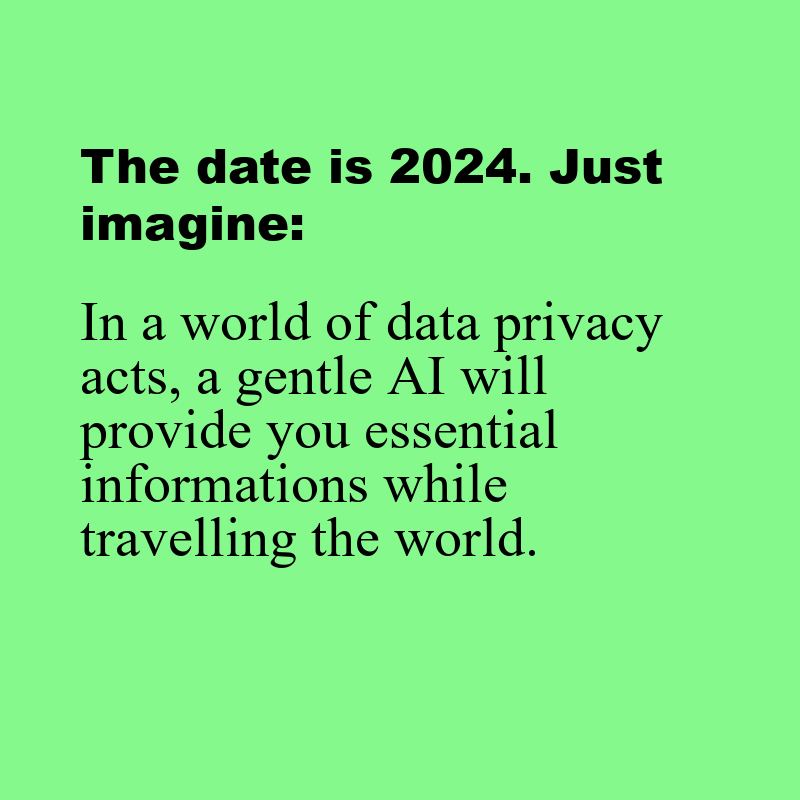 The date is 2024. Just
imagine:
In a world of data privacy
acts, a gentle AI will
provide you essential
informations while
travelling the world.